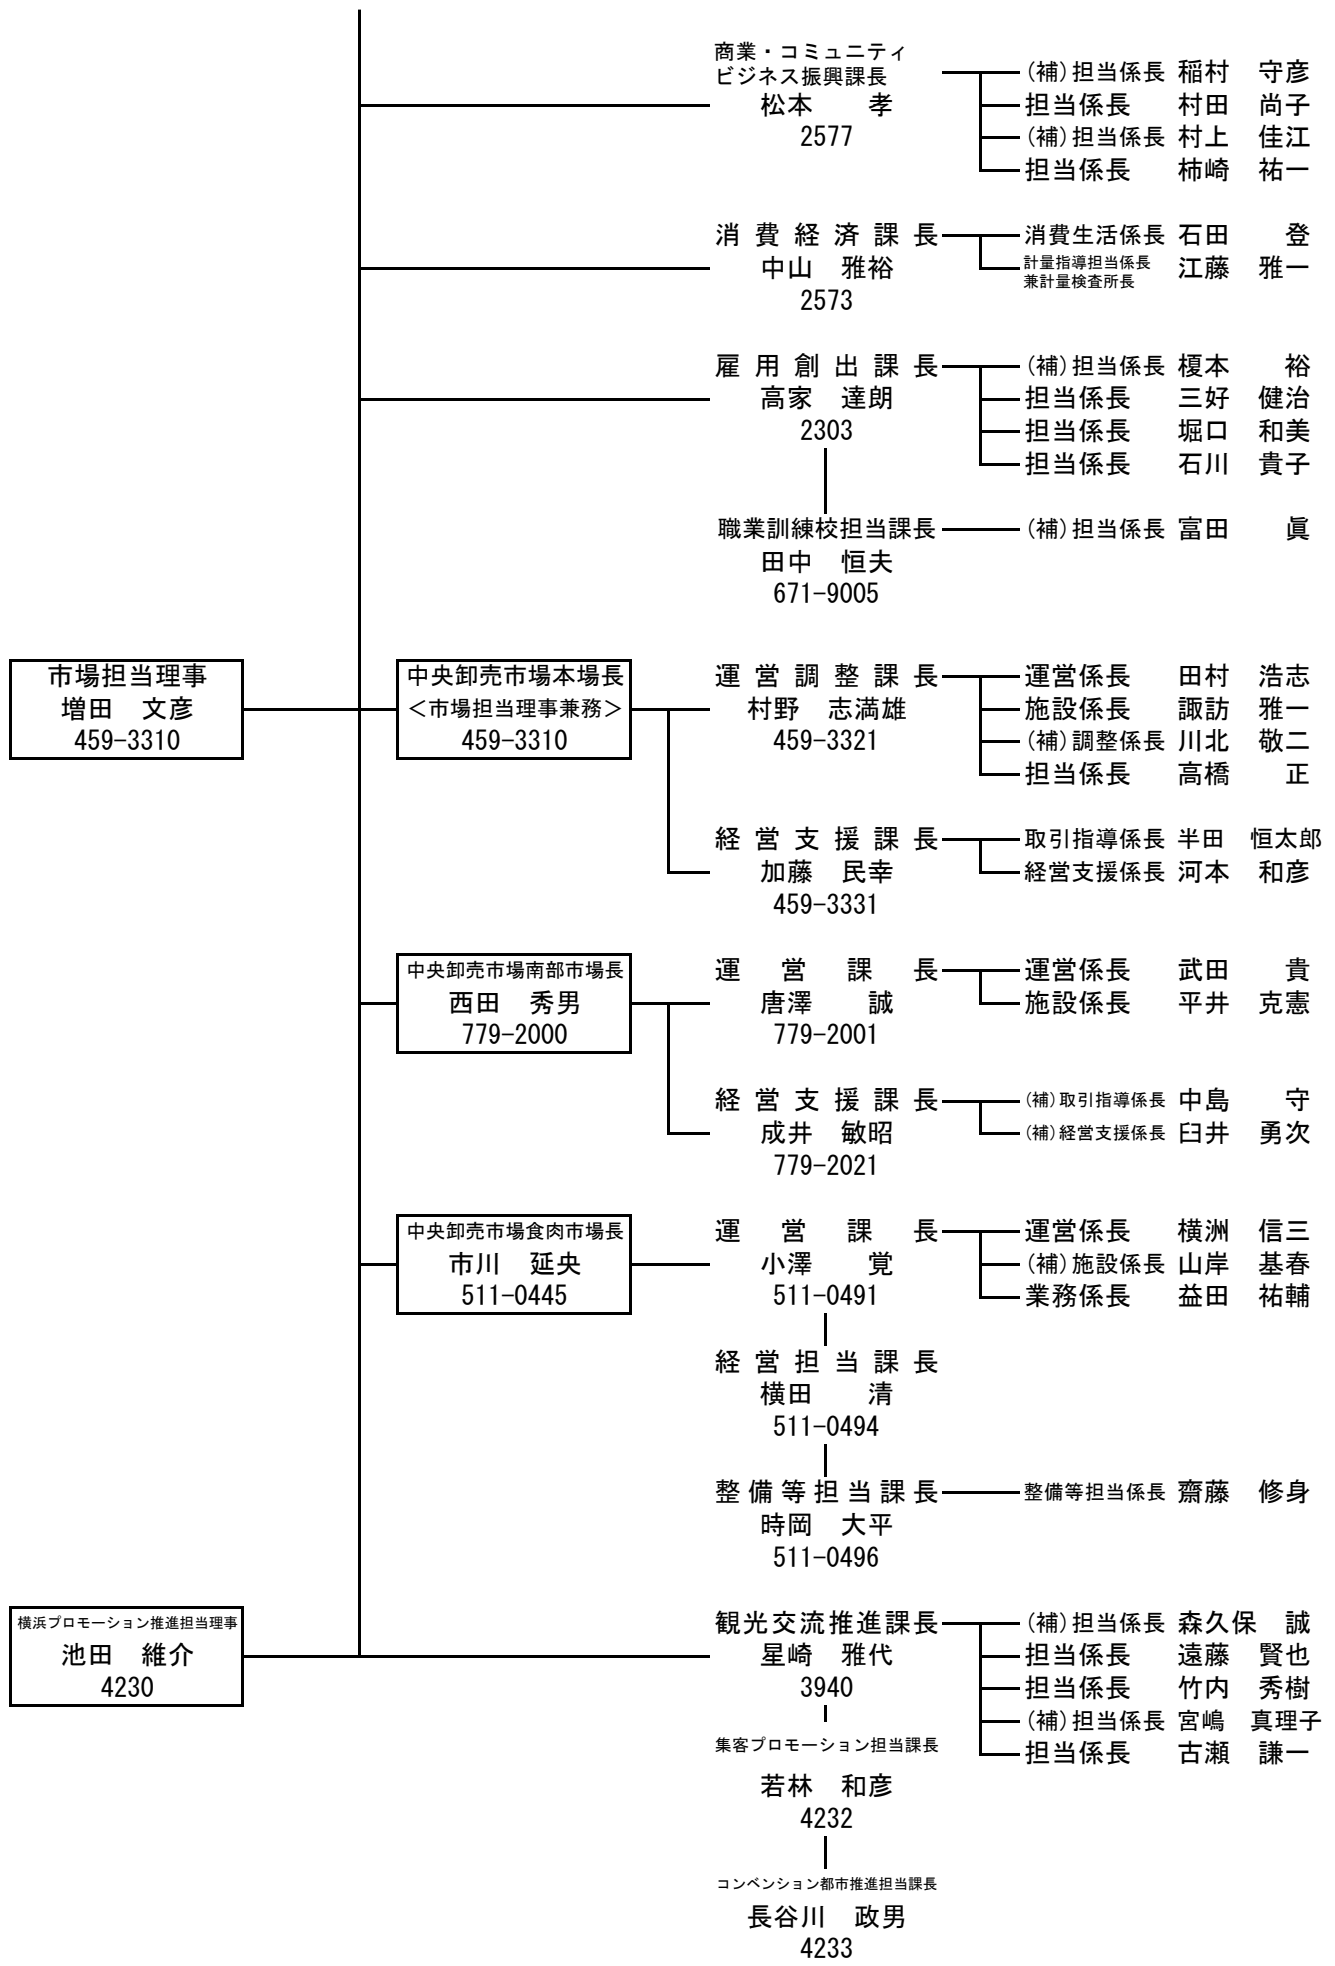 商業・コミュニティ
ビジネス振興課長
松本　　孝
2577
(補)担当係長 稲村　守彦
担当係長 村田　尚子
(補)担当係長 村上　佳江
担当係長 柿崎　祐一
消費経済課長
中山　雅裕
2573
消費生活係長 石田　　登
計量指導担当係長
兼計量検査所長
江藤　雅一
雇用創出課長
高家　達朗
2303
(補)担当係長 榎本　　裕
担当係長 三好　健治
担当係長 堀口　和美
担当係長 石川　貴子
職業訓練校担当課長
田中　恒夫
671-9005
(補)担当係長 富田　　眞
市場担当理事
増田　文彦
459-3310
中央卸売市場本場長
＜市場担当理事兼務＞
459-3310
運営調整課長
村野　志満雄
459-3321
運営係長 田村　浩志
施設係長 諏訪　雅一
(補)調整係長 川北　敬二
担当係長 高橋　　正
経営支援課長
加藤　民幸
459-3331
取引指導係長 半田　恒太郎
経営支援係長 河本　和彦
中央卸売市場南部市場長
西田　秀男
779-2000
運営課長
唐澤　　誠
779-2001
運営係長 武田　　貴
施設係長 平井　克憲
経営支援課長
成井　敏昭
779-2021
(補)取引指導係長 中島　　守
(補)経営支援係長 臼井　勇次
中央卸売市場食肉市場長
市川　延央
511-0445
運営課長
小澤　　覚
511-0491
運営係長 横洲　信三
(補)施設係長 山岸　基春
業務係長 益田　祐輔
経営担当課長
横田　　清
511-0494
整備等担当課長
時岡　大平
511-0496
整備等担当係長 齋藤　修身
横浜プロモーション推進担当理事
池田　維介
4230
観光交流推進課長
星崎　雅代
3940
(補)担当係長 森久保　誠
担当係長 遠藤　賢也
担当係長 竹内　秀樹
(補)担当係長 宮嶋　真理子
担当係長 古瀬　謙一
集客プロモーション担当課長
若林　和彦
4232
コンベンション都市推進担当課長
長谷川　政男
4233